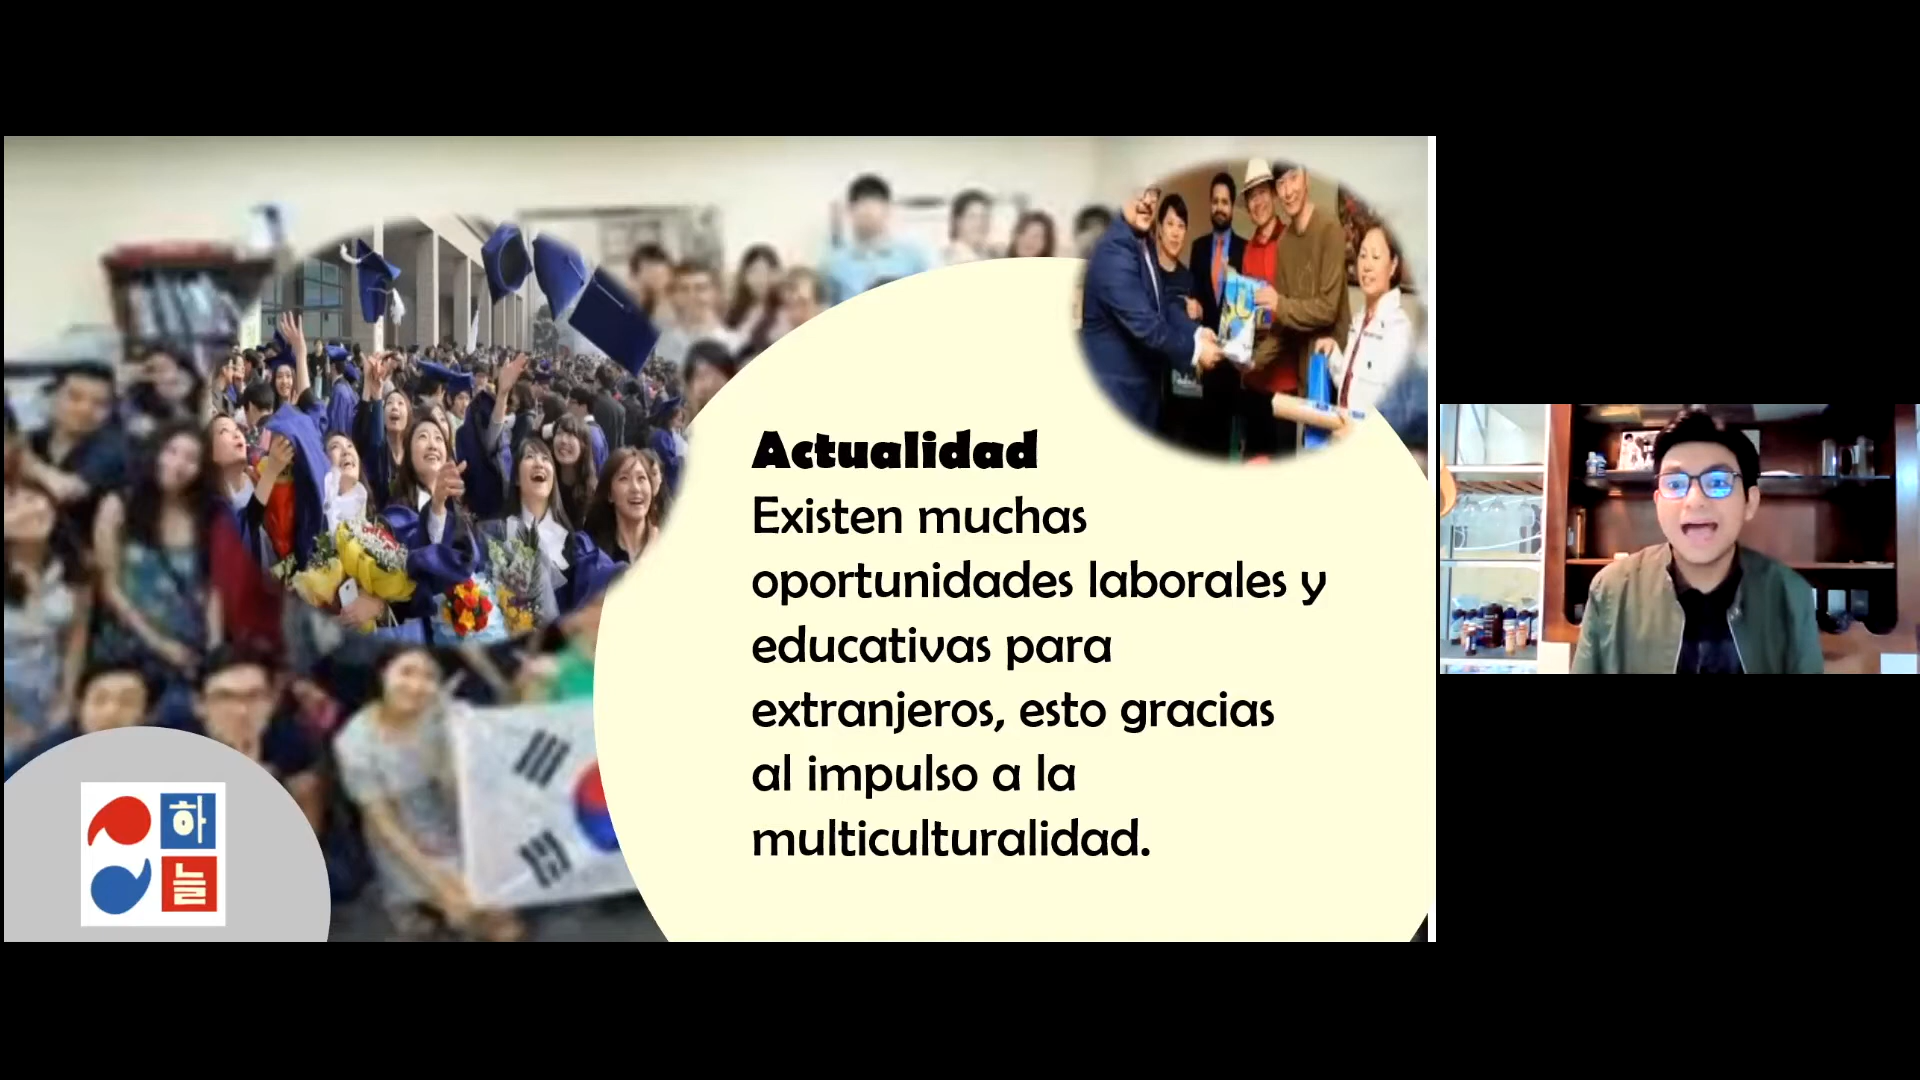 Actualidad
Existen muchas
oportunidades laborales y
educativas para
extranjeros, esto gracias
al impulso a la
multiculturalidad.
하
늘